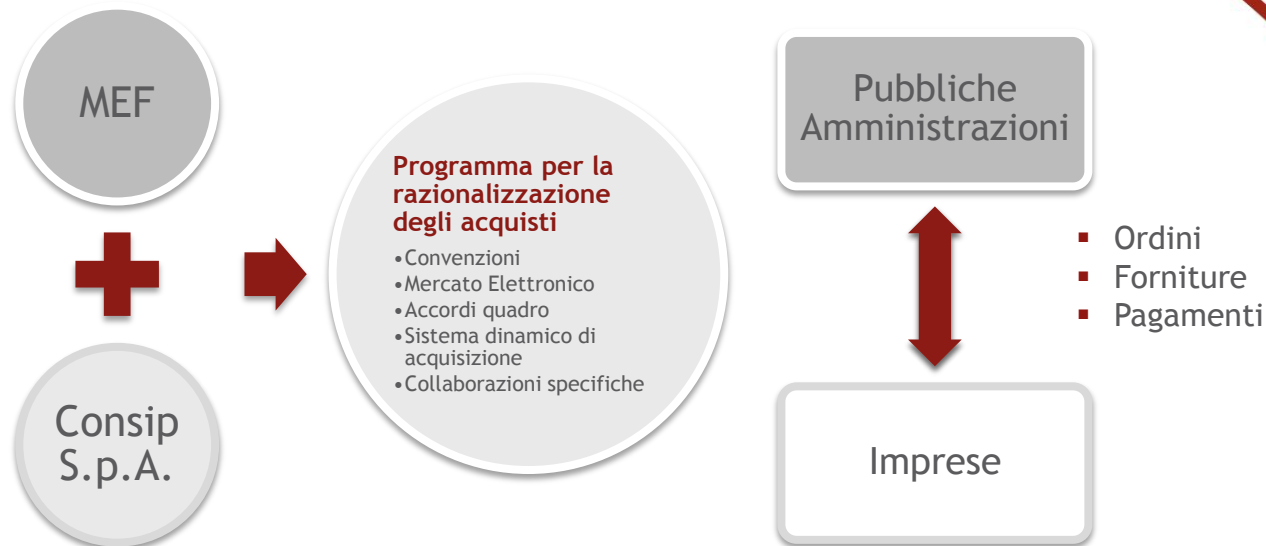 MEF
Consip
S.p.A.
Programma per la
razionalizzazione
degli acquisti
•Convenzioni
•Mercato Elettronico
•Accordi quadro
•Sistema dinamico di
acquisizione
•Collaborazioni specifiche
Pubbliche
Amministrazioni
▪ Ordini
▪ Forniture
▪ Pagamenti
Imprese